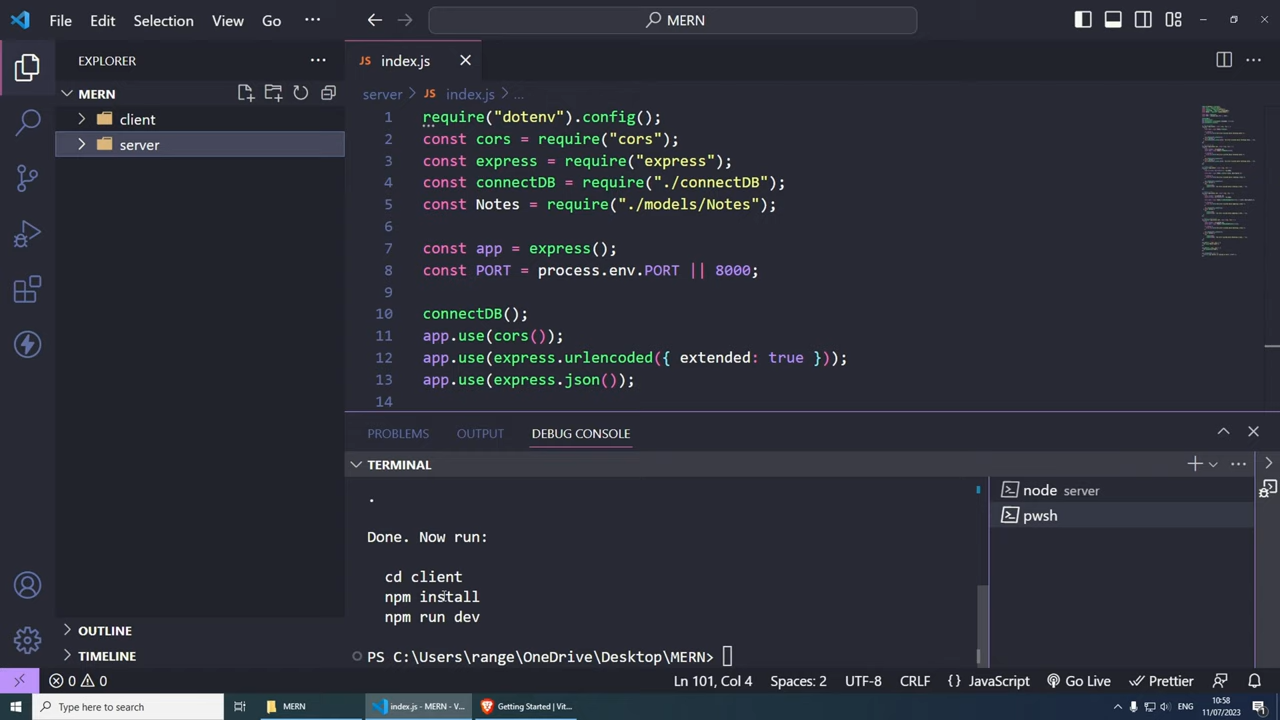 File Edit Selection View Go ··· MERN
EXPLORER ···
MERN
client
server
JS index.js
server > JS index.js > ...
1 require("dotenv").config();
2 const cors = require("cors");
3 const express = require("express");
4 const connectDB = require("./connectDB");
5 const Notes = require("./models/Notes");
6
7 const app = express();
8 const PORT = process.env.PORT || 8000;
9
10 connectDB();
11 app.use(cors());
12 app.use(express.urlencoded({ extended: true }));
13 app.use(express.json());
14
PROBLEMS OUTPUT DEBUG CONSOLE
TERMINAL
.
Done. Now run:
cd client
npm install
npm run dev
PS C:\Users\range\OneDrive\Desktop\MERN>
node server
pwsh
OUTLINE
TIMELINE
0 0 Ln 101, Col 4 Spaces: 2 UTF-8 CRLF {} JavaScript Go Live Prettier
Type here to search MERN index.js - MERN - V... Getting Started | Vit... 10:58
11/07/2023